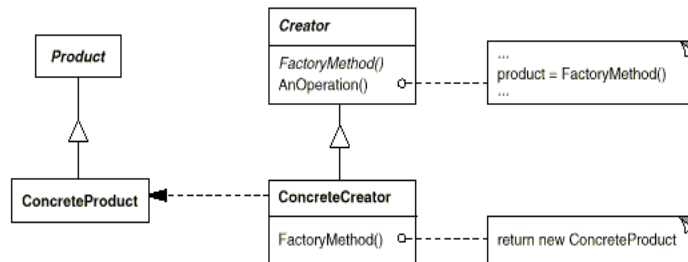 Creator
Product
FactoryMethod()
AnOperation()
...
product = FactoryMethod()
...
ConcreteProduct
ConcreteCreator
FactoryMethod()
return new ConcreteProduct